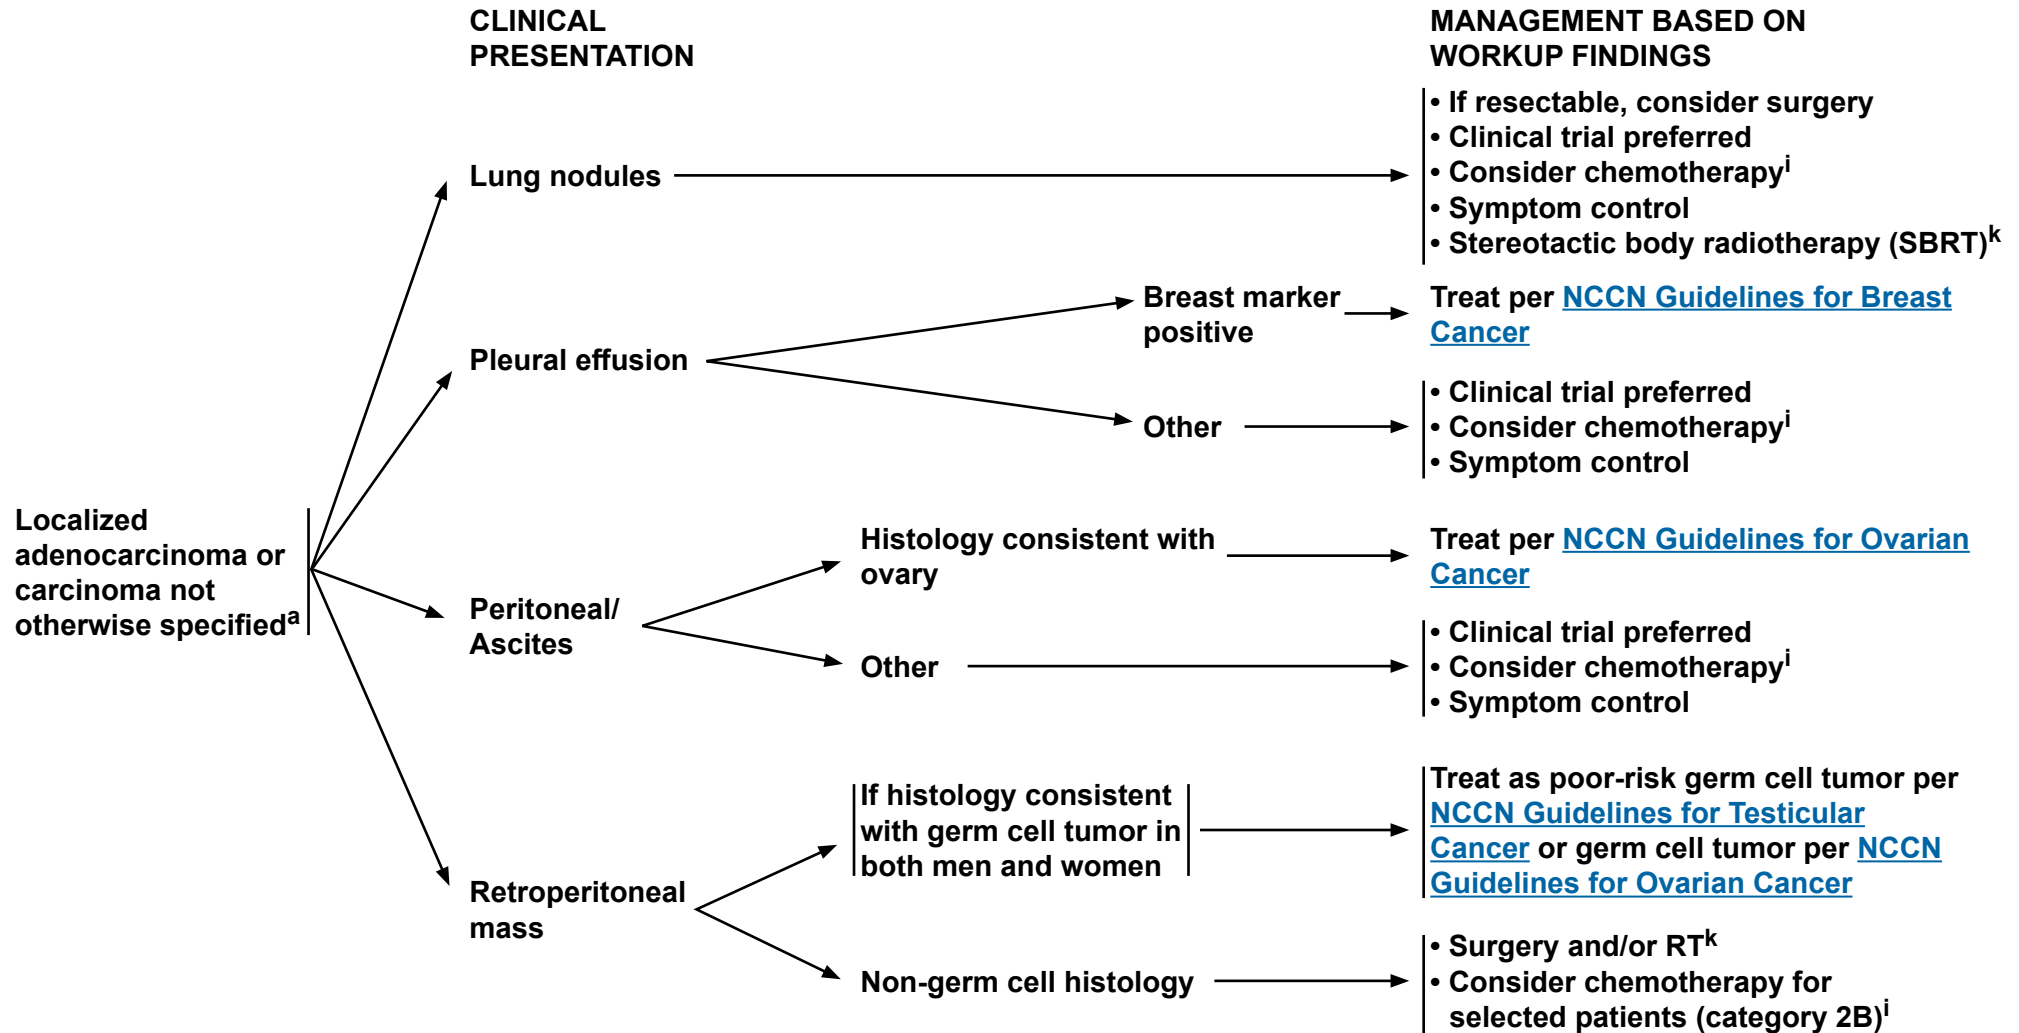 CLINICAL
PRESENTATION
MANAGEMENT BASED ON
WORKUP FINDINGS
Localized
adenocarcinoma or
carcinoma not
otherwise specifiedᵃ
Lung nodules
• If resectable, consider surgery
• Clinical trial preferred
• Consider chemotherapyⁱ
• Symptom control
• Stereotactic body radiotherapy (SBRT)ᵏ
Pleural effusion
Breast marker
positive
Treat per NCCN Guidelines for Breast
Cancer
Other
• Clinical trial preferred
• Consider chemotherapyⁱ
• Symptom control
Peritoneal/
Ascites
Histology consistent with
ovary
Treat per NCCN Guidelines for Ovarian
Cancer
Other
• Clinical trial preferred
• Consider chemotherapyⁱ
• Symptom control
Retroperitoneal
mass
If histology consistent
with germ cell tumor in
both men and women
Treat as poor-risk germ cell tumor per
NCCN Guidelines for Testicular
Cancer or germ cell tumor per NCCN
Guidelines for Ovarian Cancer
Non-germ cell histology
• Surgery and/or RTᵏ
• Consider chemotherapy for
selected patients (category 2B)ⁱ